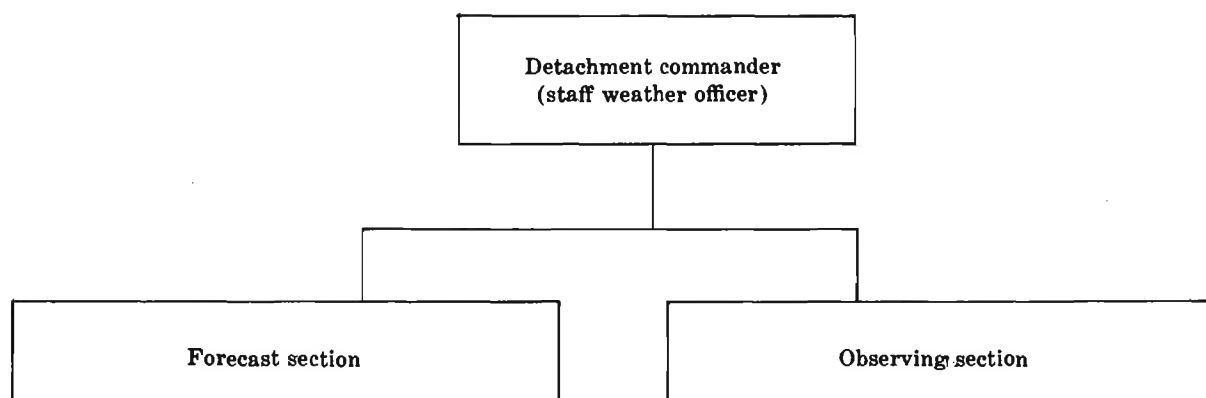 Detachment commander
(staff weather officer)
Forecast section
Observing section